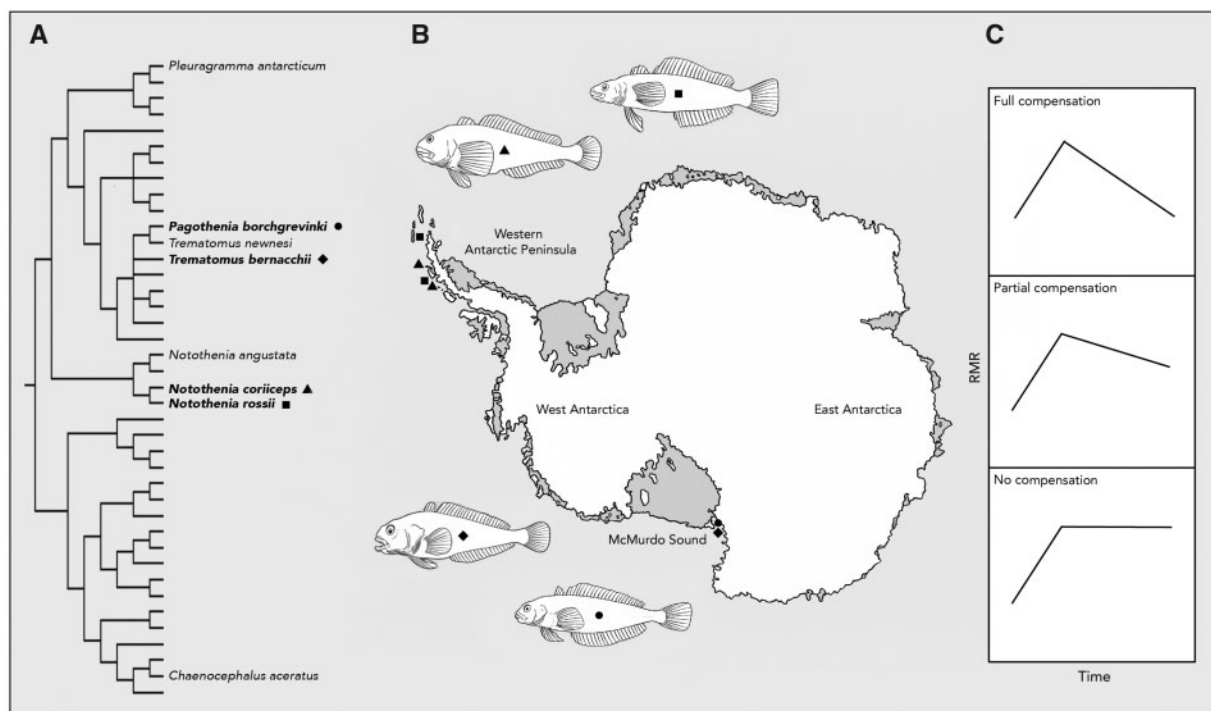 A
B
C
Pleuragramma antarcticum
Pagothenia borchgrevinki
Trematomus newnesi
Trematomus bernacchii
Notothenia angustata
Notothenia coriiceps
Notothenia rossii
Chaenocephalus aceratus
Western
Antarctic Peninsula
West Antarctica
East Antarctica
McMurdo Sound
Full compensation
Partial compensation
No compensation
RMR
Time